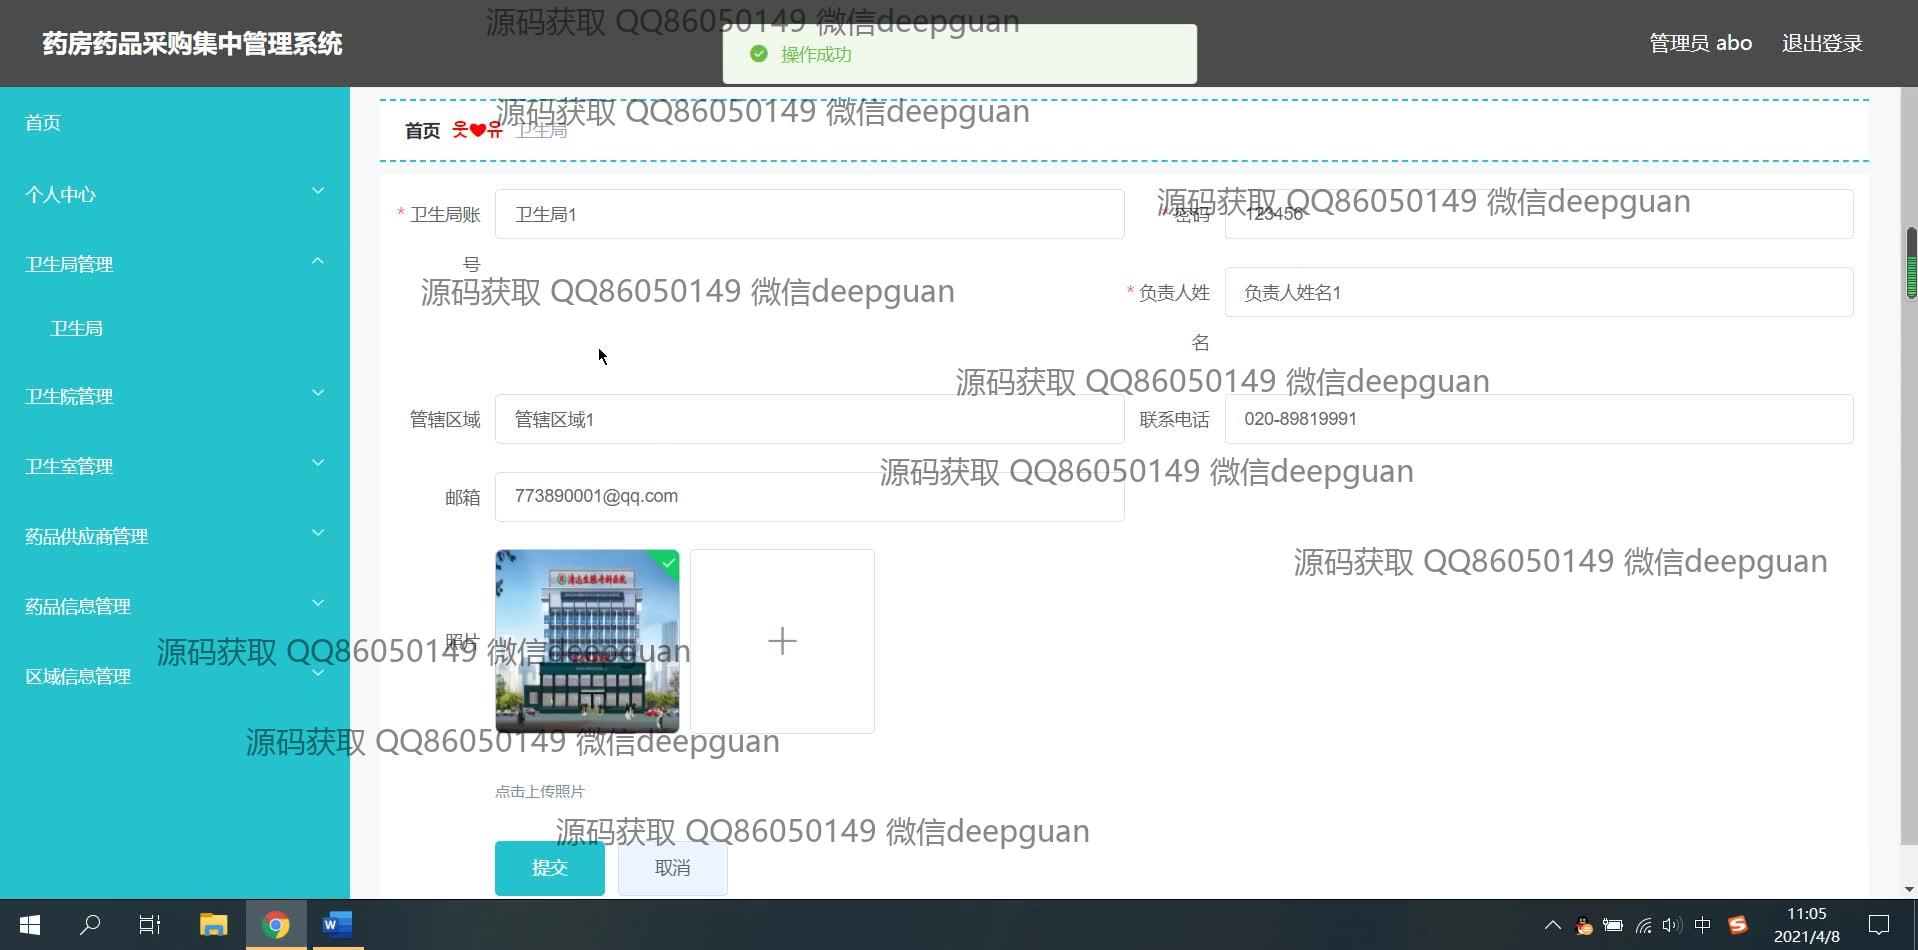 源码获取 QQ86050149 微信deepguan
药房药品采购集中管理系统
操作成功
管理员 abo
退出登录
首页
个人中心
卫生局管理
卫生局
卫生院管理
卫生室管理
药品供应商管理
药品信息管理
区域信息管理
源码获取 QQ86050149 微信deepguan
首页 웃❤유 卫生局
源码获取 QQ86050149 微信deepguan
* 卫生局账号
卫生局1
* 密码
123456
源码获取 QQ86050149 微信deepguan
* 负责人姓名
负责人姓名1
源码获取 QQ86050149 微信deepguan
管辖区域
管辖区域1
联系电话
020-89819991
源码获取 QQ86050149 微信deepguan
邮箱
773890001@qq.com
源码获取 QQ86050149 微信deepguan
照片
源码获取 QQ86050149 微信deepguan
源码获取 QQ86050149 微信deepguan
点击上传照片
源码获取 QQ86050149 微信deepguan
提交
取消
中
11:05
2021/4/8